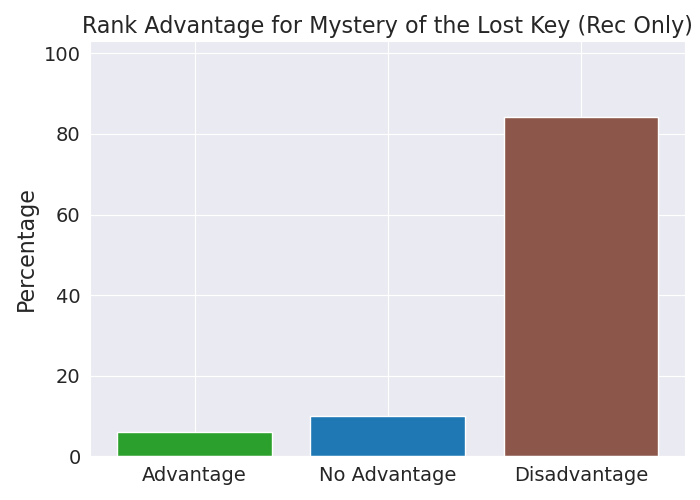 Rank Advantage for Mystery of the Lost Key (Rec Only)
Percentage
100
80
60
40
20
0
Advantage
No Advantage
Disadvantage